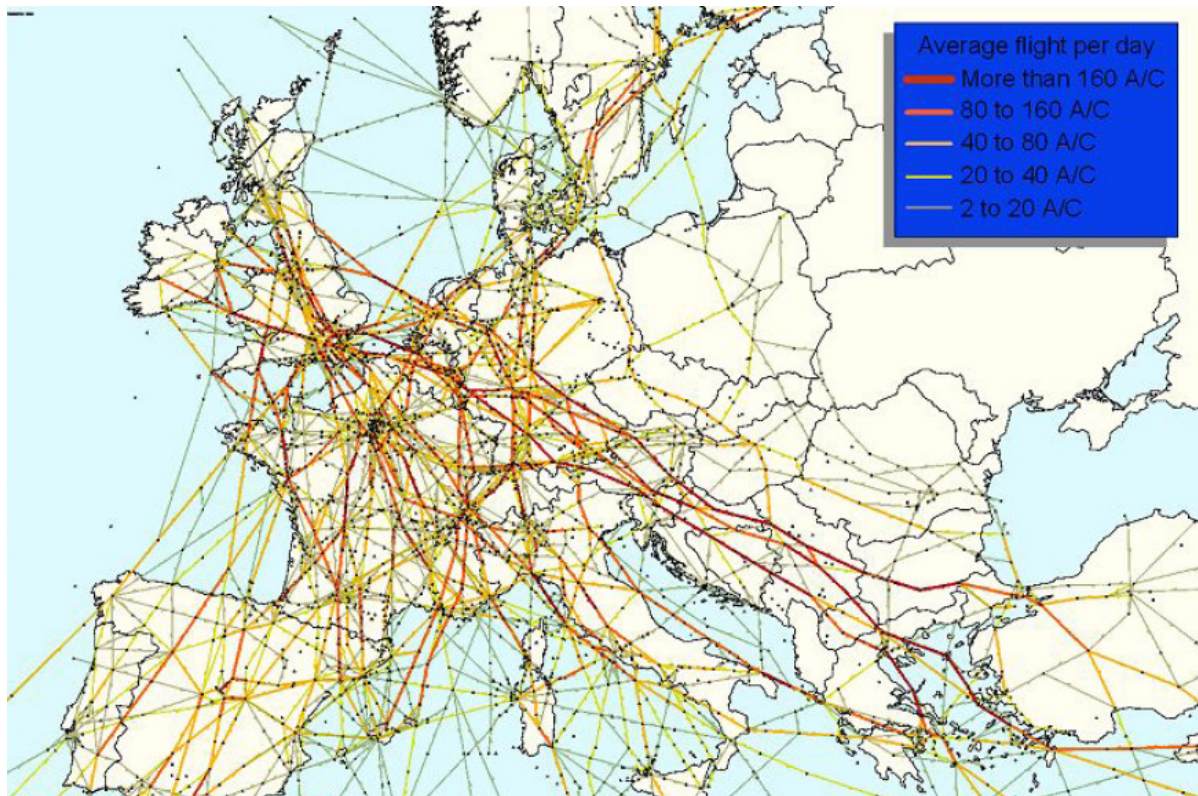 Average flight per day
More than 160 A/C
80 to 160 A/C
40 to 80 A/C
20 to 40 A/C
2 to 20 A/C